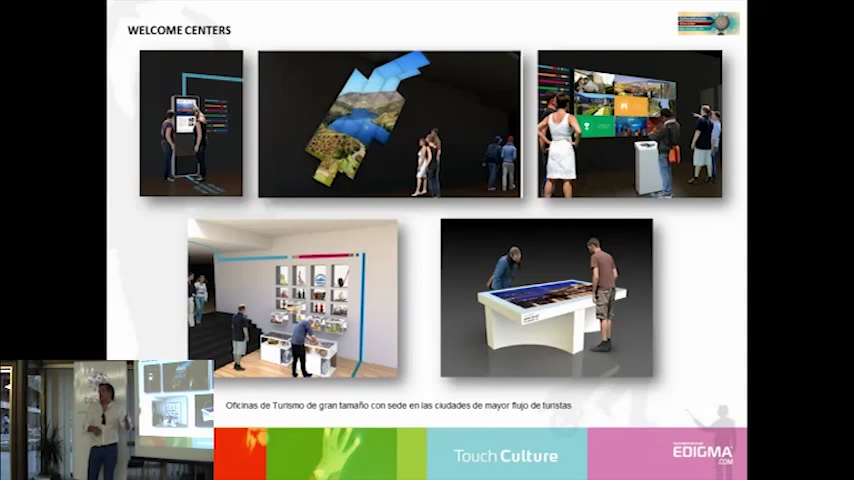 WELCOME CENTERS
Oficinas de Turismo de gran tamaño con sede en las ciudades de mayor flujo de turistas
Touch Culture
EDIGMA
.COM